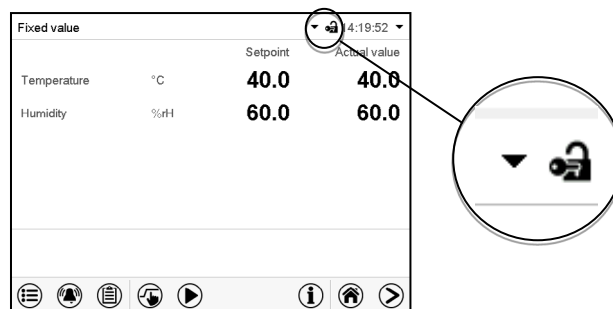 Fixed value 14:19:52
Setpoint Actual value
Temperature °C 40.0 40.0
Humidity %rH 60.0 60.0